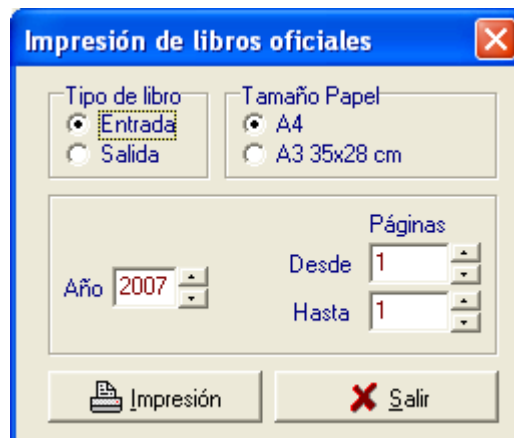 Impresión de libros oficiales
Tipo de libro
Entrada
Salida
Tamaño Papel
A4
A3 35x28 cm
Año 2007
Páginas
Desde 1
Hasta 1
Impresión
Salir